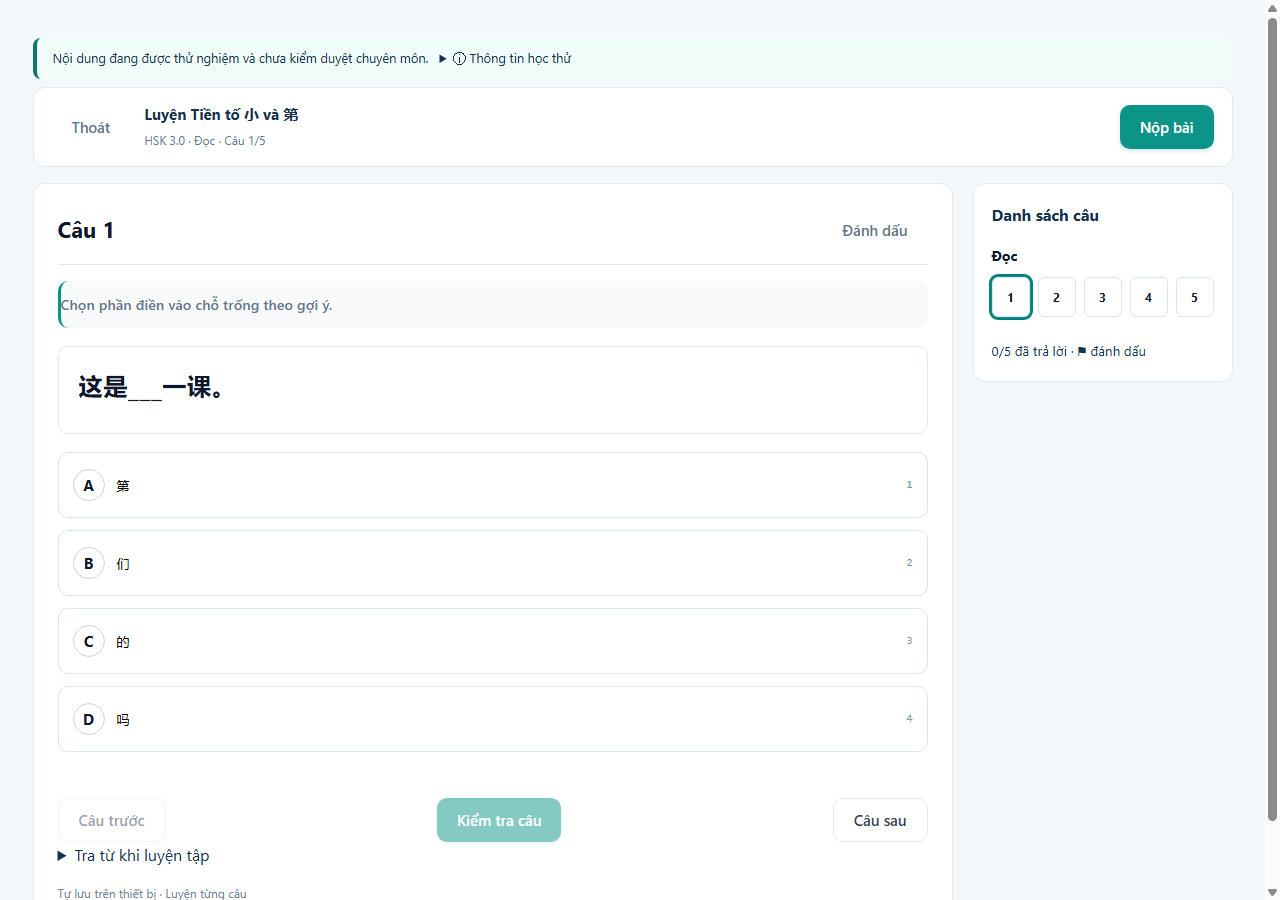 Nội dung đang được thử nghiệm và chưa kiểm duyệt chuyên môn. ▶ ⓘ Thông tin học thử
Thoát
Luyện Tiền tố 小 và 第
HSK 3.0 · Đọc · Câu 1/5
Nộp bài
Câu 1
Đánh dấu
Chọn phần điền vào chỗ trống theo gợi ý.
这是___一课。
A 第 1
B 们 2
C 的 3
D 吗 4
Câu trước
Kiểm tra câu
Câu sau
▶ Tra từ khi luyện tập
Tự lưu trên thiết bị · Luyện từng câu
Danh sách câu
Đọc
1 2 3 4 5
0/5 đã trả lời · ⚑ đánh dấu